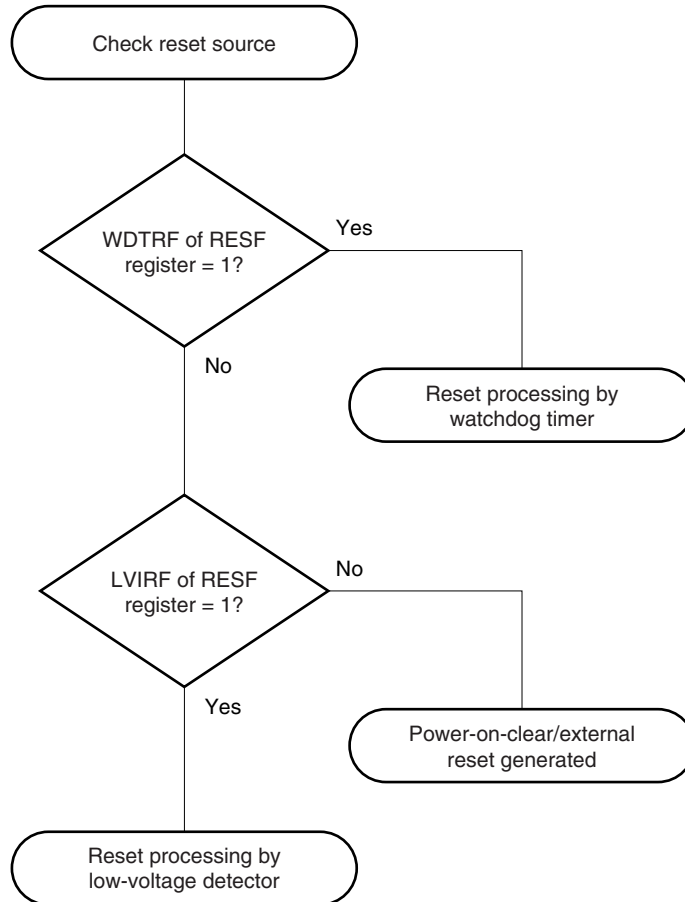 Check reset source
WDTRF of RESF
register = 1?
Yes
No
Reset processing by
watchdog timer
LVIRF of RESF
register = 1?
No
Yes
Power-on-clear/external
reset generated
Reset processing by
low-voltage detector